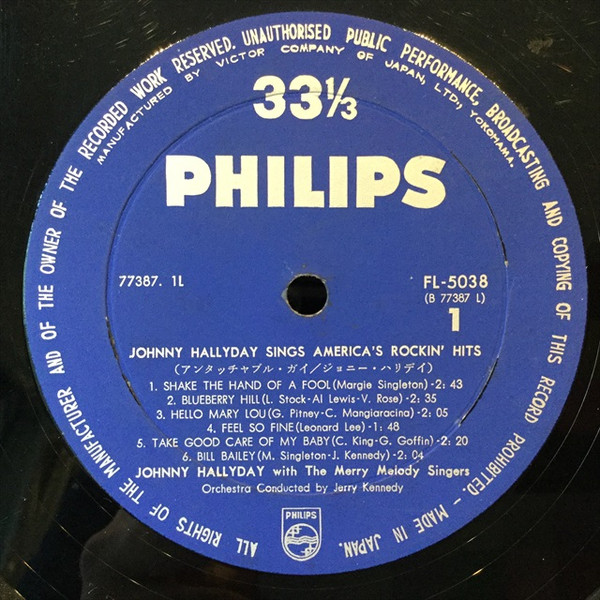 ALL RIGHTS OF THE MANUFACTURER AND OF THE OWNER OF THE RECORDED WORK RESERVED. UNAUTHORISED PUBLIC PERFORMANCE, BROADCASTING AND COPYING OF THIS RECORD PROHIBITED – MADE IN JAPAN.
MANUFACTURED BY VICTOR COMPANY OF JAPAN, LTD., YOKOHAMA.
33⅓
PHILIPS
77387. 1L
FL-5038
(B 77387 L)
1
JOHNNY HALLYDAY SINGS AMERICA'S ROCKIN' HITS
(アンタッチャブル・ガイ/ジョニー・ハリデイ)
1. SHAKE THE HAND OF A FOOL(Margie Singleton)-2: 43
2. BLUEBERRY HILL(L. Stock-Al Lewis-V. Rose)-2: 35
3. HELLO MARY LOU(G. Pitney-C. Mangiaracina)-2: 05
4. FEEL SO FINE(Leonard Lee)-1: 48
5. TAKE GOOD CARE OF MY BABY(C. King-G. Goffin)-2: 20
6. BILL BAILEY(M. Singleton-J. Kennedy)-2: 04
JOHNNY HALLYDAY with The Merry Melody Singers
Orchestra Conducted by Jerry Kennedy
PHILIPS